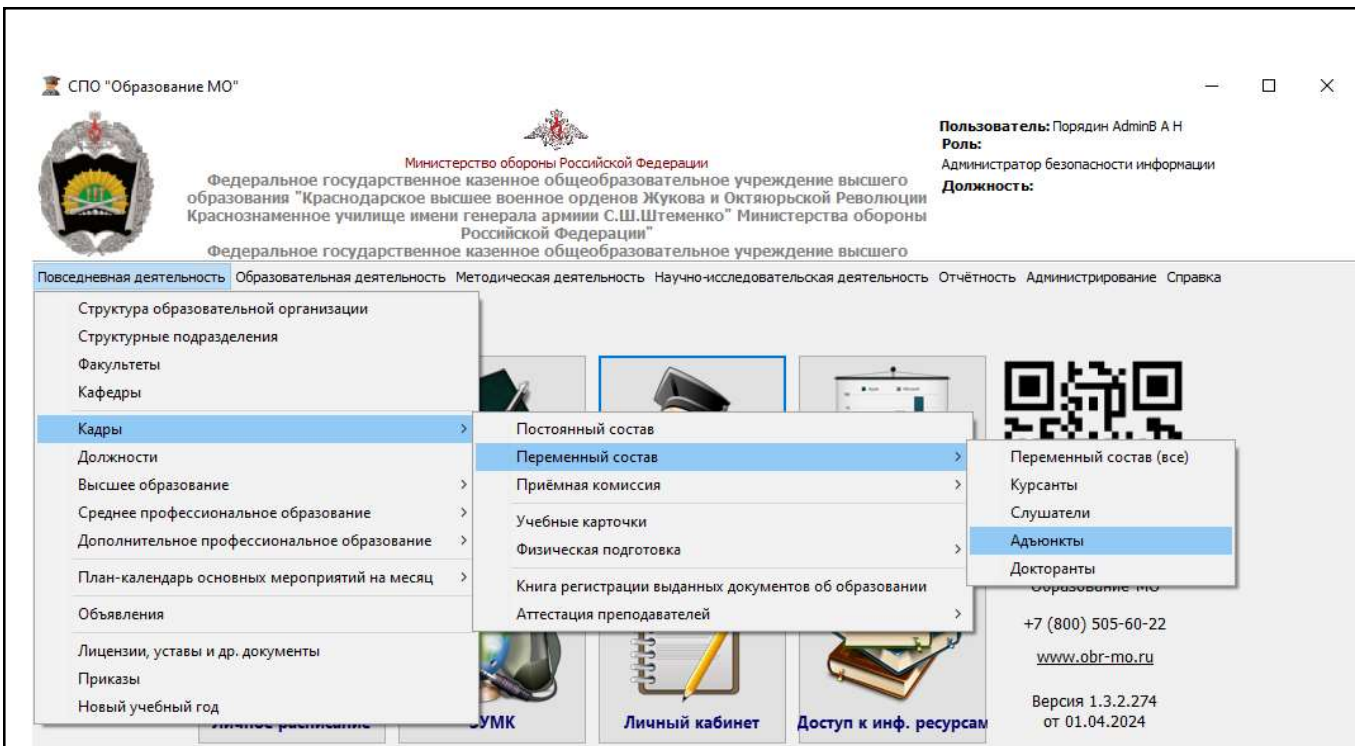 СПО "Образование МО"
Пользователь: Порядин AdminB А Н
Роль:
Администратор безопасности информации
Должность:
Министерство обороны Российской Федерации
Федеральное государственное казенное общеобразовательное учреждение высшего
образования "Краснодарское высшее военное орденов Жукова и Октяюрьской Революции
Краснознаменное училище имени генерала армиии С.Ш.Штеменко" Министерства обороны
Российской Федерации"
Федеральное государственное казенное общеобразовательное учреждение высшего
Повседневная деятельность Образовательная деятельность Методическая деятельность Научно-исследовательская деятельность Отчётность Администрирование Справка
Структура образовательной организации
Структурные подразделения
Факультеты
Кафедры
Кадры
Должности
Высшее образование
Среднее профессиональное образование
Дополнительное профессиональное образование
План-календарь основных мероприятий на месяц
Объявления
Лицензии, уставы и др. документы
Приказы
Новый учебный год
Постоянный состав
Переменный состав
Приёмная комиссия
Учебные карточки
Физическая подготовка
Книга регистрации выданных документов об образовании
Аттестация преподавателей
Переменный состав (все)
Курсанты
Слушатели
Адъюнкты
Докторанты
Образование МО
+7 (800) 505-60-22
www.obr-mo.ru
Версия 1.3.2.274
от 01.04.2024
Личное расписание
ЭУМК
Личный кабинет
Доступ к инф. ресурсам